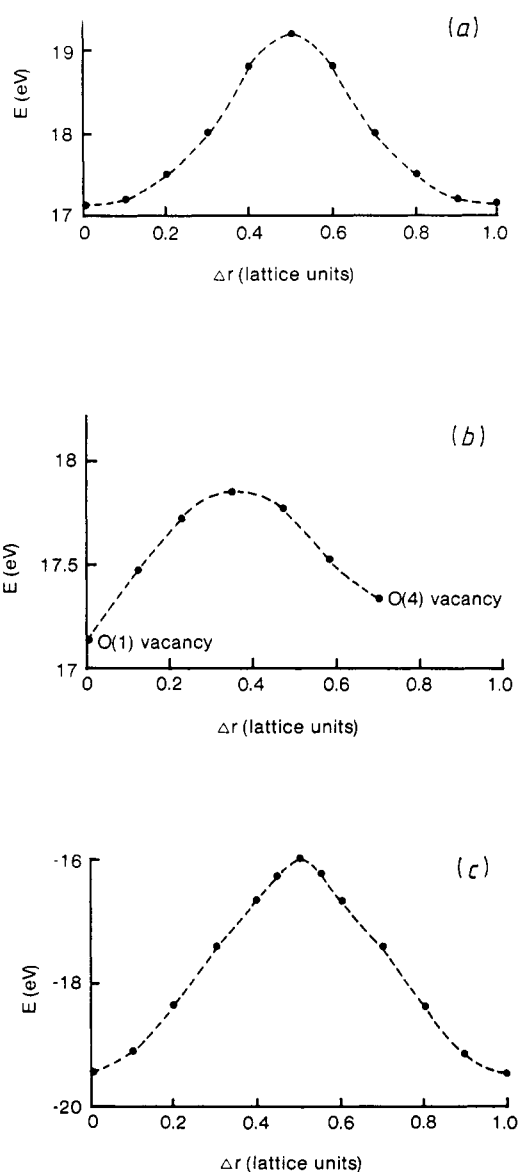 (a)
19
18
17
E (eV)
0 0.2 0.4 0.6 0.8 1.0
Δr (lattice units)
(b)
18
17.5
17
E (eV)
O(1) vacancy
O(4) vacancy
0 0.2 0.4 0.6 0.8 1.0
Δr (lattice units)
(c)
-16
-18
-20
E (eV)
0 0.2 0.4 0.6 0.8 1.0
Δr (lattice units)